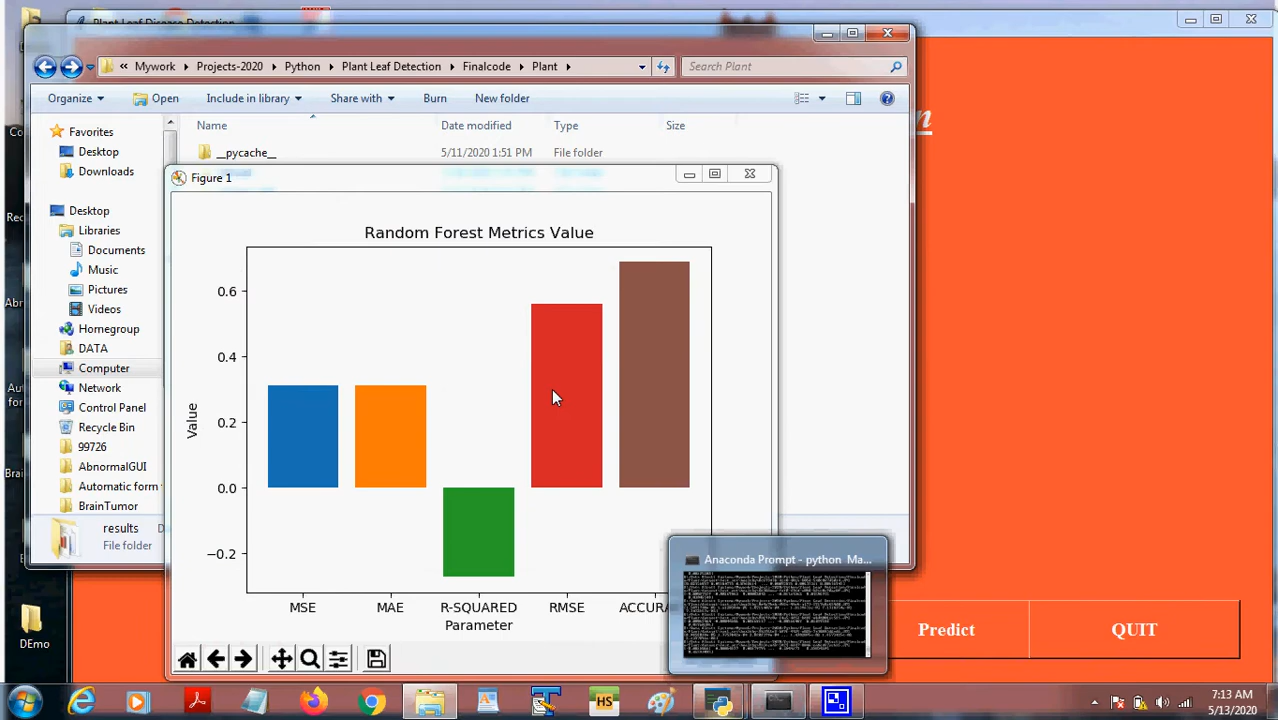 Plant Leaf Disease Detection
n
Mywork Projects-2020 Python Plant Leaf Detection Finalcode Plant
Search Plant
Organize Open Include in library Share with Burn New folder
Name Date modified Type Size
Favorites
Desktop
Downloads
__pycache__ 5/11/2020 1:51 PM File folder
Desktop
Libraries
Documents
Music
Pictures
Videos
Homegroup
DATA
Computer
Network
Control Panel
Recycle Bin
99726
AbnormalGUI
Automatic form
BrainTumor
results
File folder
Figure 1
Random Forest Metrics Value
0.6
0.4
0.2
0.0
−0.2
Value
MSE MAE R-SQUARED RMSE ACCURA
Anaconda Prompt - python Ma...
Predict QUIT
Emo
HS
7:13 AM
5/13/2020